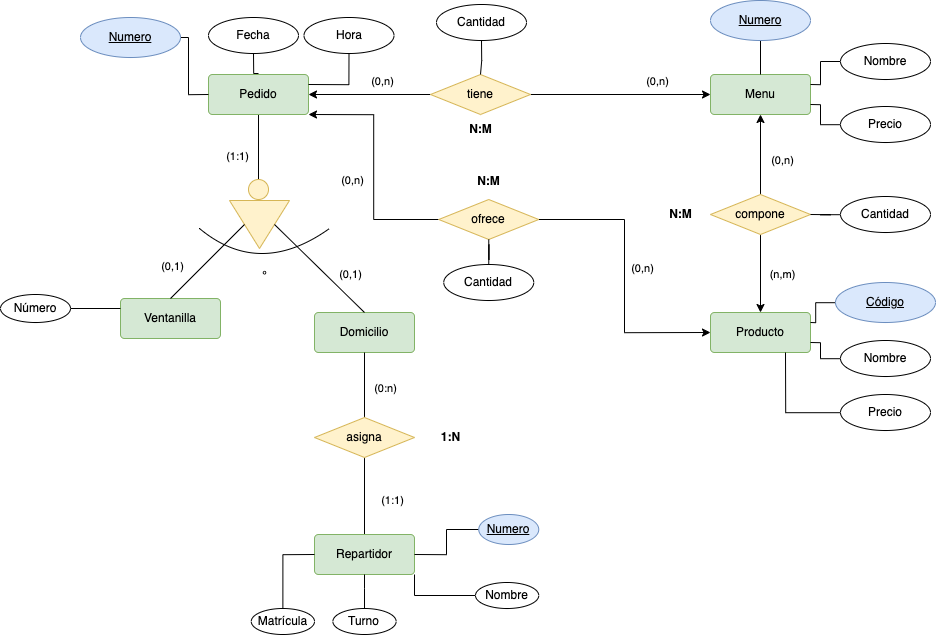 Cantidad
Numero
Fecha
Hora
Numero
Nombre
(0,n)
(0,n)
Pedido
tiene
Menu
Precio
N:M
(1:1)
(0,n)
(0,n)
N:M
N:M
compone
Cantidad
ofrece
(0,1)
(0,1)
(0,n)
(n,m)
Cantidad
Código
Número
Ventanilla
Domicilio
Producto
Nombre
(0:n)
Precio
asigna
1:N
(1:1)
Numero
Repartidor
Nombre
Matrícula
Turno